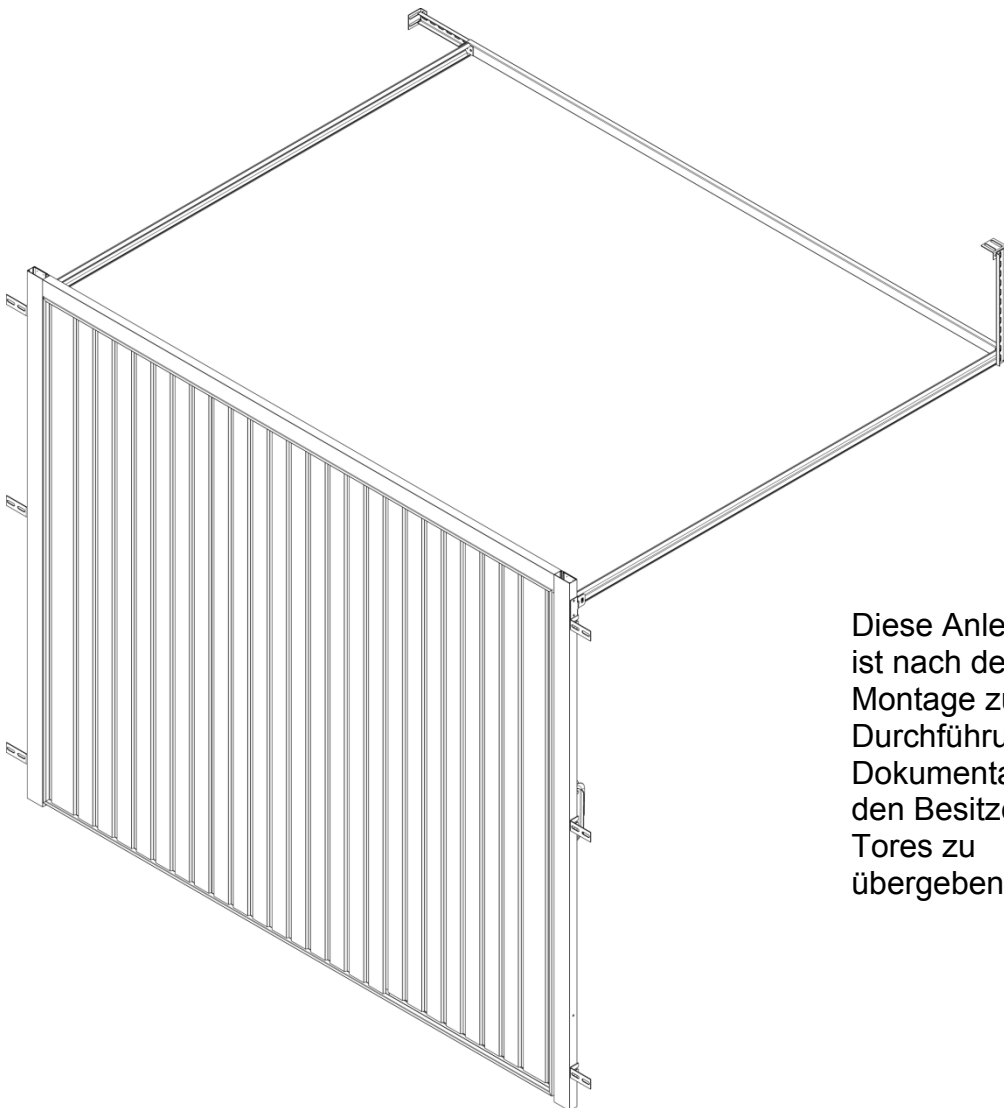 Diese Anle
ist nach de
Montage zu
Durchführu
Dokumenta
den Besitze
Tores zu
übergeben